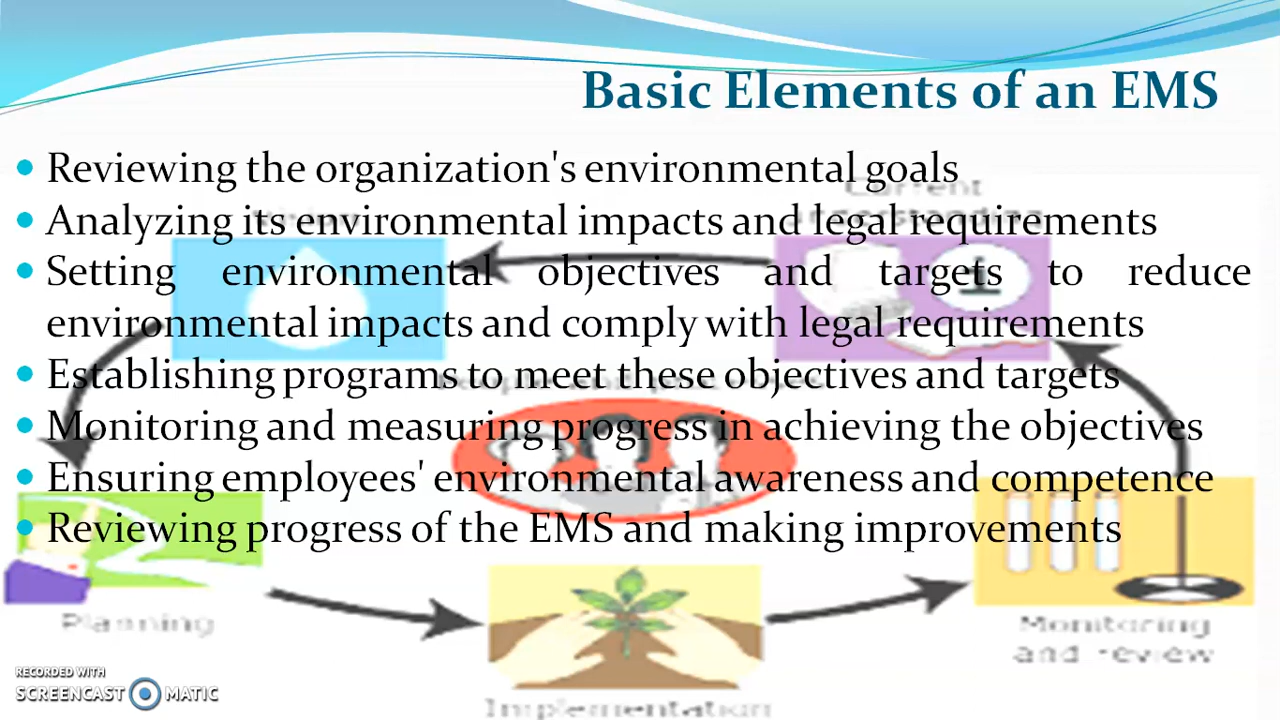 Basic Elements of an EMS
• Reviewing the organization's environmental goals
Current
understanding
• Analyzing its environmental impacts and legal requirements
• Setting environmental objectives and targets to reduce
environmental impacts and comply with legal requirements
• Establishing programs to meet these objectives and targets
• Monitoring and measuring progress in achieving the objectives
• Ensuring employees' environmental awareness and competence
• Reviewing progress of the EMS and making improvements
Planning
Monitoring
and review
Implementation
RECORDED WITH
SCREENCAST MATIC